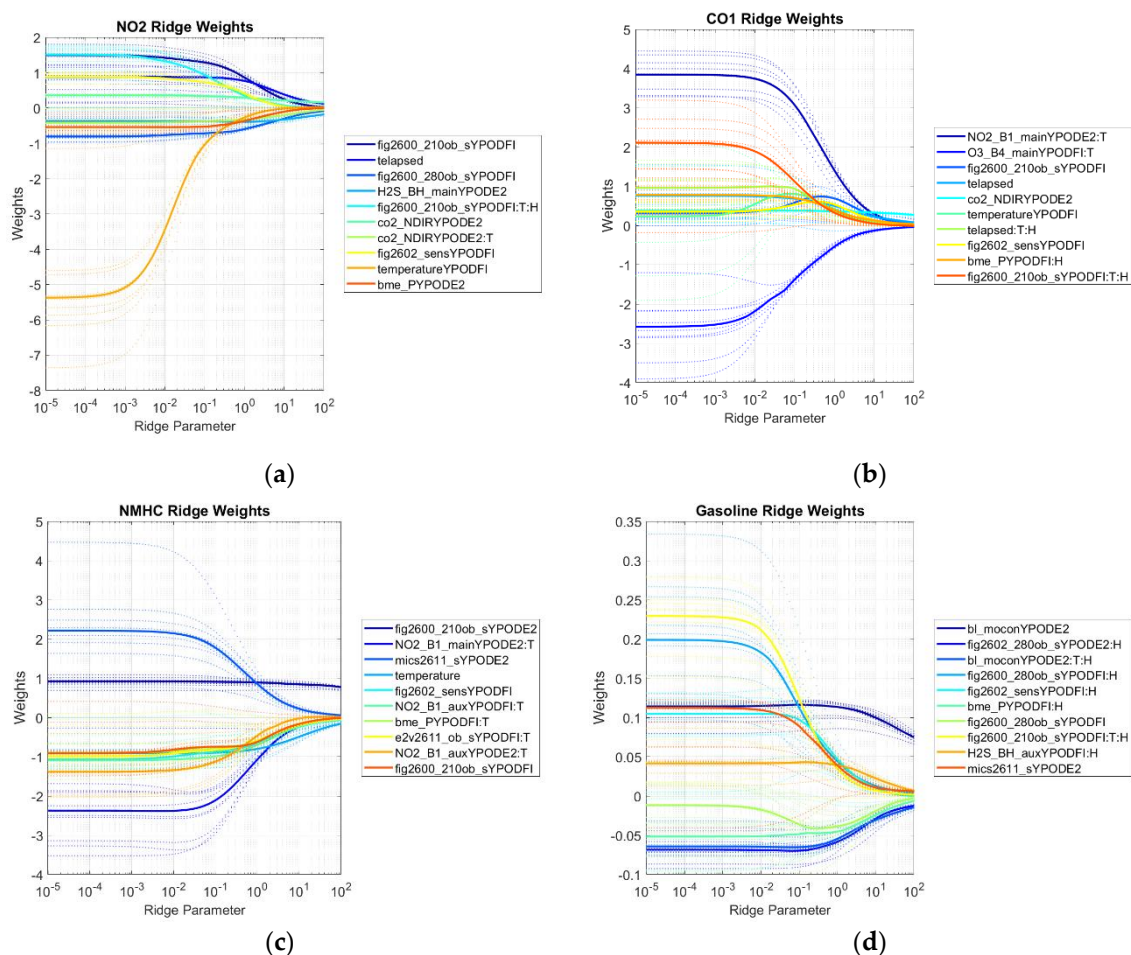 NO2 Ridge Weights
2
1
0
-1
-2
-3
-4
-5
-6
-7
-8
Weights
10^-5 10^-4 10^-3 10^-2 10^-1 10^0 10^1 10^2
Ridge Parameter
fig2600_210ob_sYPODFI
telapsed
fig2600_280ob_sYPODFI
H2S_BH_mainYPODE2
fig2600_210ob_sYPODFI:T:H
co2_NDIRYPODE2
co2_NDIRYPODE2:T
fig2602_sensYPODFI
temperatureYPODFI
bme_PYPODE2
(a)
CO1 Ridge Weights
5
4
3
2
1
0
-1
-2
-3
-4
Weights
10^-5 10^-4 10^-3 10^-2 10^-1 10^0 10^1 10^2
Ridge Parameter
NO2_B1_mainYPODE2:T
O3_B4_mainYPODFI:T
fig2600_210ob_sYPODFI
telapsed
co2_NDIRYPODE2
temperatureYPODFI
telapsed:T:H
fig2602_sensYPODFI
bme_PYPODFI:H
fig2600_210ob_sYPODFI:T:H
(b)
NMHC Ridge Weights
5
4
3
2
1
0
-1
-2
-3
-4
Weights
10^-5 10^-4 10^-3 10^-2 10^-1 10^0 10^1 10^2
Ridge Parameter
fig2600_210ob_sYPODE2
NO2_B1_mainYPODE2:T
mics2611_sYPODE2
temperature
fig2602_sensYPODFI
NO2_B1_auxYPODFI:T
bme_PYPODFI:T
e2v2611_ob_sYPODFI:T
NO2_B1_auxYPODE2:T
fig2600_210ob_sYPODFI
(c)
Gasoline Ridge Weights
0.35
0.3
0.25
0.2
0.15
0.1
0.05
0
-0.05
-0.1
Weights
10^-5 10^-4 10^-3 10^-2 10^-1 10^0 10^1 10^2
Ridge Parameter
bl_moconYPODE2
fig2602_280ob_sYPODE2:H
bl_moconYPODE2:T:H
fig2600_280ob_sYPODFI:H
fig2602_sensYPODFI:H
bme_PYPODFI:H
fig2600_280ob_sYPODFI
fig2600_210ob_sYPODFI:T:H
H2S_BH_auxYPODFI:H
mics2611_sYPODE2
(d)